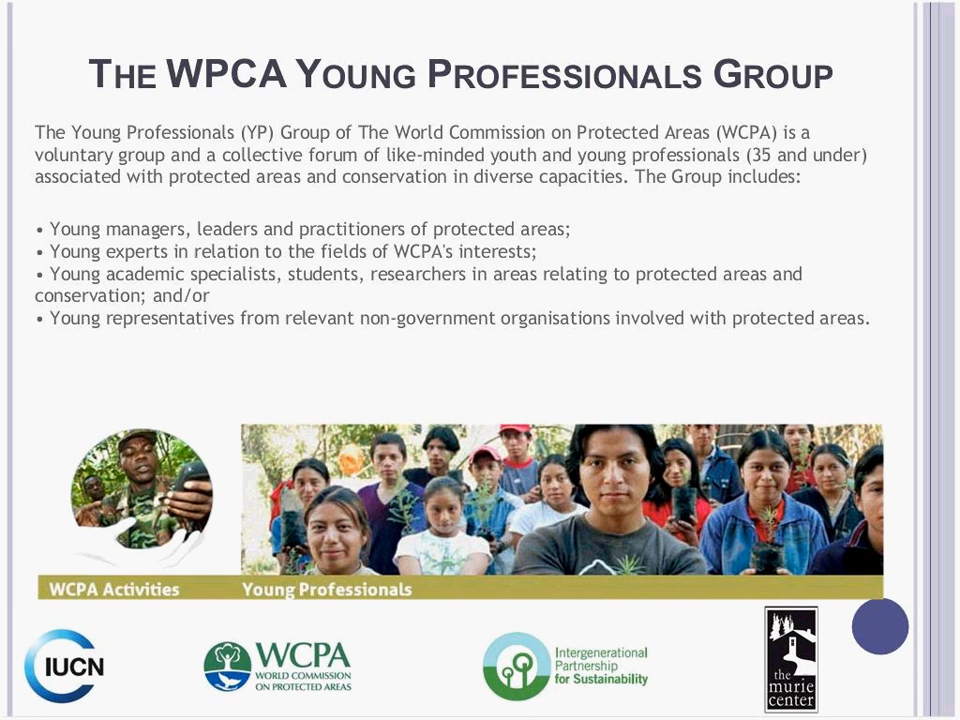 THE WPCA YOUNG PROFESSIONALS GROUP
The Young Professionals (YP) Group of The World Commission on Protected Areas (WCPA) is a
voluntary group and a collective forum of like-minded youth and young professionals (35 and under)
associated with protected areas and conservation in diverse capacities. The Group includes:
• Young managers, leaders and practitioners of protected areas;
• Young experts in relation to the fields of WCPA's interests;
• Young academic specialists, students, researchers in areas relating to protected areas and
conservation; and/or
• Young representatives from relevant non-government organisations involved with protected areas.
WCPA Activities
Young Professionals
IUCN
WCPA
WORLD COMMISSION
ON PROTECTED AREAS
Intergenerational
Partnership
for Sustainability
the
murie
center